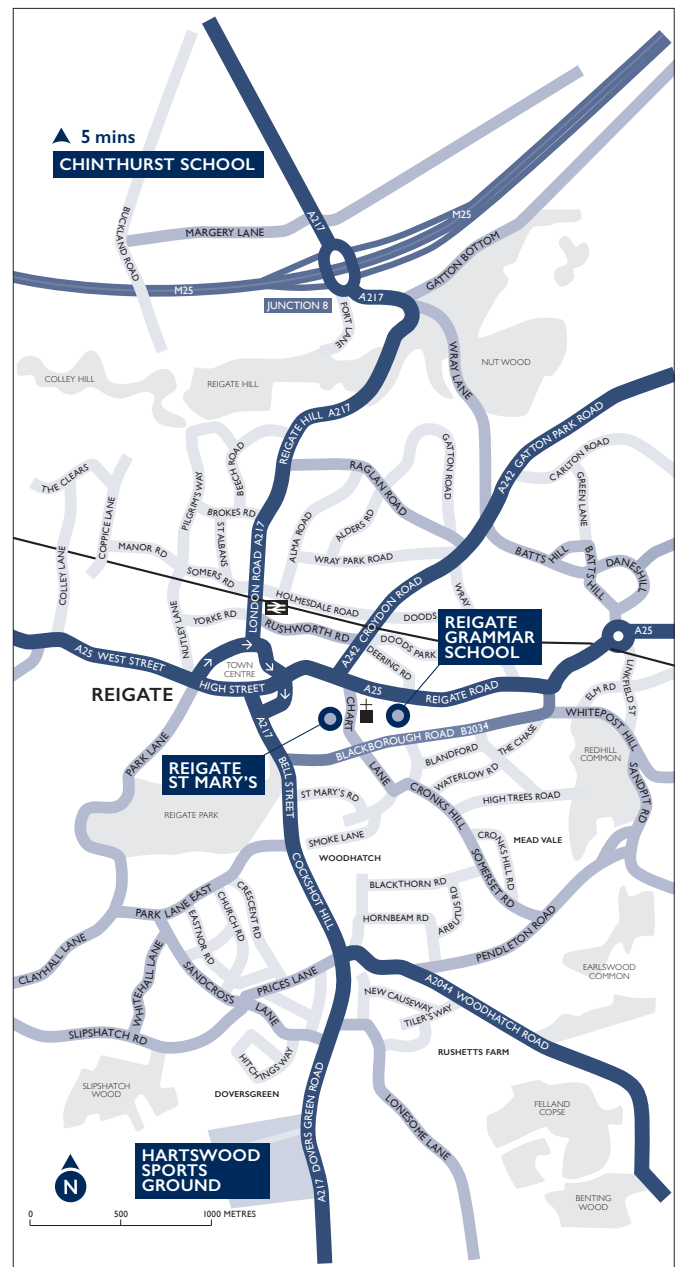 5 mins
CHINTHURST SCHOOL
A217
M25
BUCKLAND ROAD
MARGERY LANE
GATTON BOTTOM
M25
A217
JUNCTION 8
FORT LANE
WRAY LANE
NUT WOOD
COLLEY HILL
REIGATE HILL
REIGATE HILL A217
A242 GATTON PARK ROAD
THE CLEARS
COPPICE LANE
PILGRIM'S WAY
BEECH ROAD
RAGLAN ROAD
GATTON ROAD
CARLTON ROAD
GREEN LANE
BROKES RD
ST ALBANS
LONDON ROAD A217
ALMA ROAD
ALDERS RD
MANOR RD
WRAY PARK ROAD
BATTS HILL
BATTS HILL
DANESHILL
COLLEY LANE
SOMERS RD
HOLMESDALE ROAD
A242 CROYDON ROAD
WRAY
NUTLEY LANE
YORKE RD
RUSHWORTH RD
DOODS
DOODS PARK
DEERING RD
REIGATE
GRAMMAR
SCHOOL
A25
A25 WEST STREET
TOWN
CENTRE
HIGH STREET
REIGATE
A25
REIGATE ROAD
ELM RD
LINKFIELD ST
CHART
LANE
A217
BLACKBOROUGH ROAD B2034
WHITEPOST HILL
REDHILL
COMMON
SANDPIT RD
PARK LANE
REIGATE
ST MARY'S
BELL STREET
BLANDFORD
THE CHASE
WATERLOW RD
HIGH TREES ROAD
CRONKS HILL
ST MARY'S RD
REIGATE PARK
SMOKE LANE
WOODHATCH
CRONKS HILL RD
MEAD VALE
SOMERSET RD
COCKSHOT HILL
BLACKTHORN RD
HORNBEAM RD
ARBUTUS RD
PENDLETON ROAD
PARK LANE EAST
CRESCENT RD
CHURCH RD
EASTNOR RD
CLAYHALL LANE
WHITEHALL LANE
SANDCROSS
LANE
PRICES LANE
EARLSWOOD
COMMON
A2044 WOODHATCH ROAD
NEW CAUSEWAY
TILER'S WAY
SLIPSHATCH RD
RUSHETTS FARM
HITCHINGS WAY
SLIPSHATCH
WOOD
DOVERSGREEN
LONESOME LANE
FELLAND
COPSE
A217 DOVERS GREEN ROAD
HARTSWOOD
SPORTS
GROUND
N
BENTING
WOOD
0 500 1000 METRES